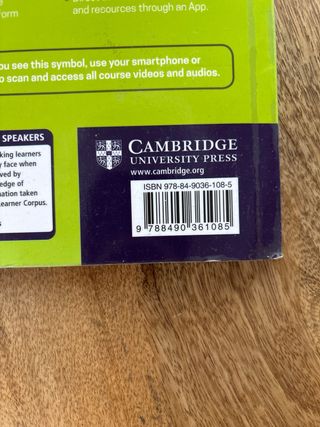 and resources through an App.
form
you see this symbol, use your smartphone or
o scan and access all course videos and audios.
SPEAKERS
king learners
y face when
ved by
edge of
nation taken
earner Corpus.
CAMBRIDGE
UNIVERSITY PRESS
www.cambridge.org
ISBN 978-84-9036-108-5
9 788490 361085